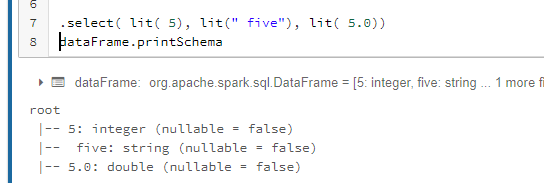 6
7 .select( lit( 5), lit(" five"), lit( 5.0))
8 dataFrame.printSchema
dataFrame: org.apache.spark.sql.DataFrame = [5: integer, five: string ... 1 more fi
root
|-- 5: integer (nullable = false)
|--  five: string (nullable = false)
|-- 5.0: double (nullable = false)